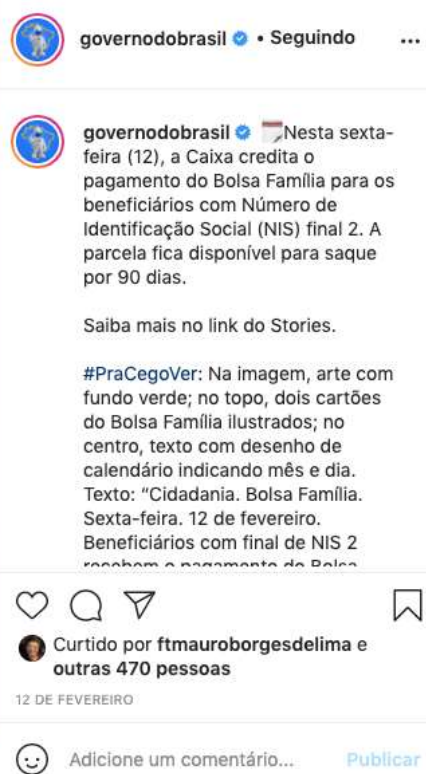 governodobrasil • Seguindo
governodobrasil Nesta sexta-
feira (12), a Caixa credita o
pagamento do Bolsa Família para os
beneficiários com Número de
Identificação Social (NIS) final 2. A
parcela fica disponível para saque
por 90 dias.
Saiba mais no link do Stories.
#PraCegoVer: Na imagem, arte com
fundo verde; no topo, dois cartões
do Bolsa Família ilustrados; no
centro, texto com desenho de
calendário indicando mês e dia.
Texto: “Cidadania. Bolsa Família.
Sexta-feira. 12 de fevereiro.
Beneficiários com final de NIS 2
recebem o pagamento do Bolsa
Curtido por ftmauroborgesdelima e
outras 470 pessoas
12 DE FEVEREIRO
Adicione um comentário... Publicar